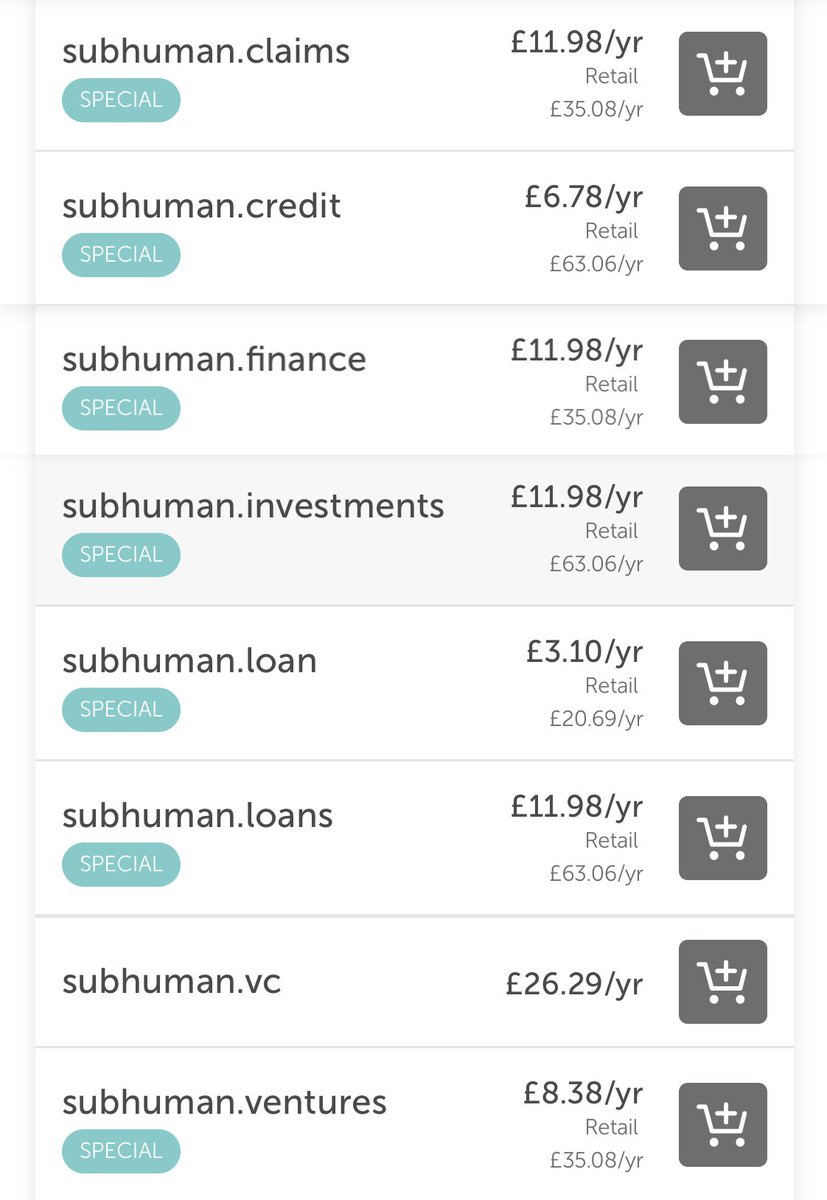 subhuman.claims
£11.98/yr
SPECIAL
Retail
£35.08/yr
subhuman.credit
£6.78/yr
SPECIAL
Retail
£63.06/yr
subhuman.finance
£11.98/yr
SPECIAL
Retail
£35.08/yr
subhuman.investments
£11.98/yr
SPECIAL
Retail
£63.06/yr
subhuman.loan
£3.10/yr
SPECIAL
Retail
£20.69/yr
subhuman.loans
£11.98/yr
SPECIAL
Retail
£63.06/yr
subhuman.vc
£26.29/yr
subhuman.ventures
£8.38/yr
SPECIAL
Retail
£35.08/yr